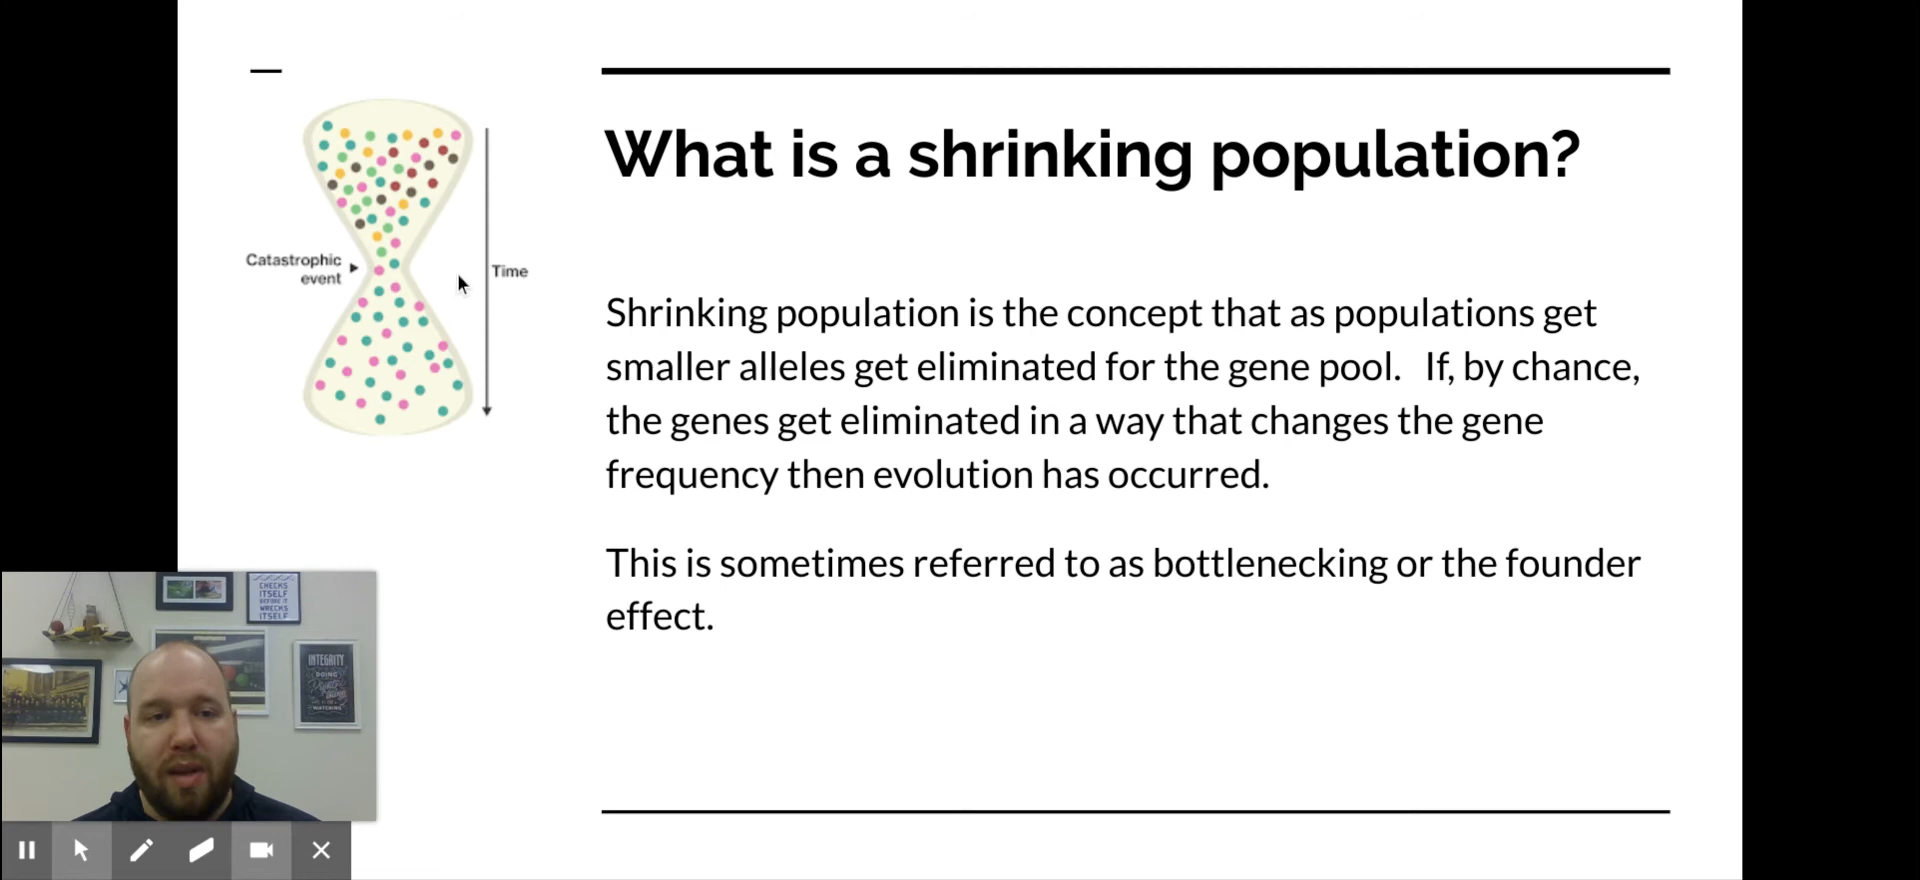 What is a shrinking population?
Catastrophic
event
Time
Shrinking population is the concept that as populations get
smaller alleles get eliminated for the gene pool.   If, by chance,
the genes get eliminated in a way that changes the gene
frequency then evolution has occurred.
This is sometimes referred to as bottlenecking or the founder
effect.
CHECKS
ITSELF
BEFORE IT
WRECKS
ITSELF
INTEGRITY
DOING
WATCHING